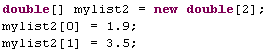 double[] mylist2 = new double[2];
mylist2[0] = 1.9;
mylist2[1] = 3.5;